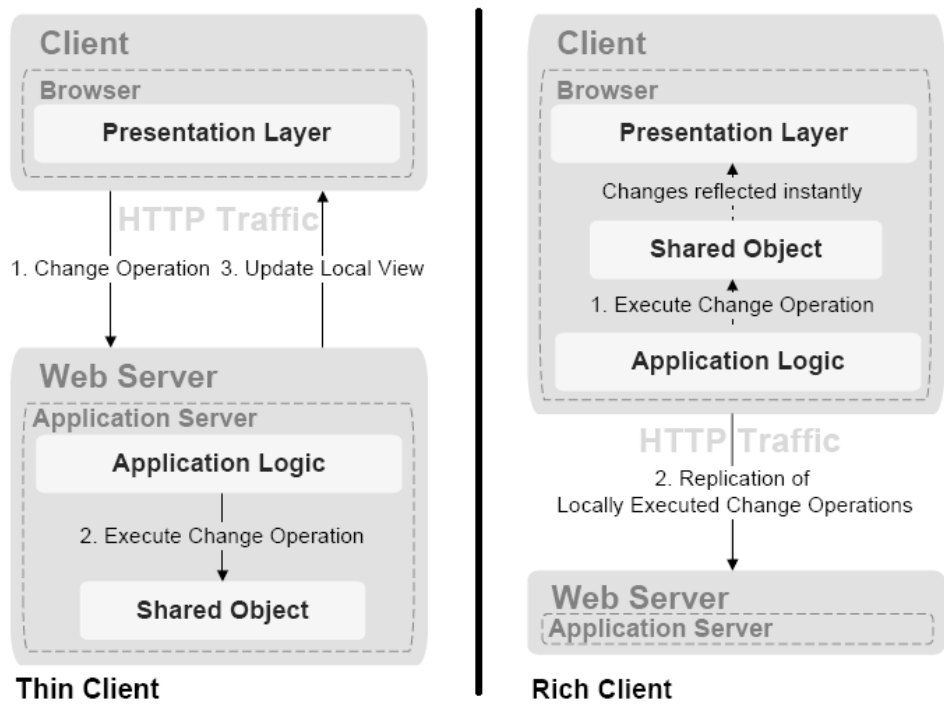 Client
Browser
Presentation Layer
HTTP Traffic
1. Change Operation
3. Update Local View
Web Server
Application Server
Application Logic
2. Execute Change Operation
Shared Object
Thin Client
Client
Browser
Presentation Layer
Changes reflected instantly
Shared Object
1. Execute Change Operation
Application Logic
HTTP Traffic
2. Replication of
Locally Executed Change Operations
Web Server
Application Server
Rich Client